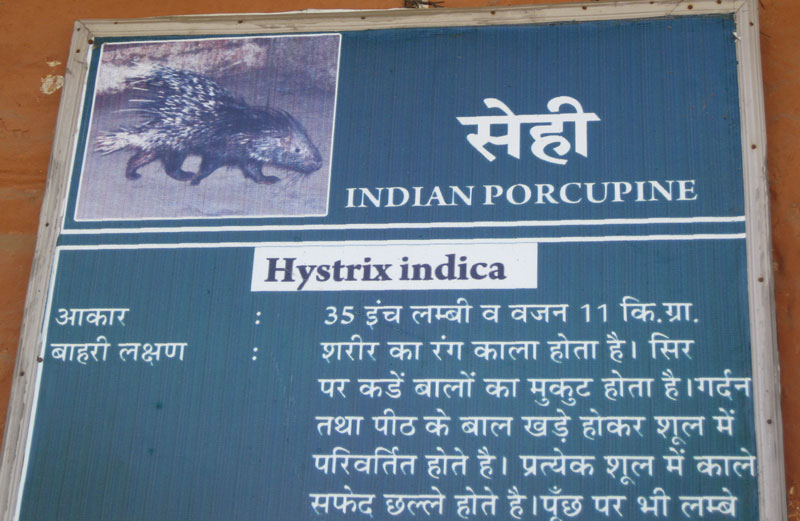 सेही
INDIAN PORCUPINE
Hystrix indica
आकार : 35 इंच लम्बी व वजन 11 कि.ग्रा.
बाहरी लक्षण : शरीर का रंग काला होता है। सिर
पर कडें बालों का मुकुट होता है।गर्दन
तथा पीठ के बाल खड़े होकर शूल में
परिवर्तित होते है। प्रत्येक शूल में काले
सफेद छल्ले होते है।पूँछ पर भी लम्बे